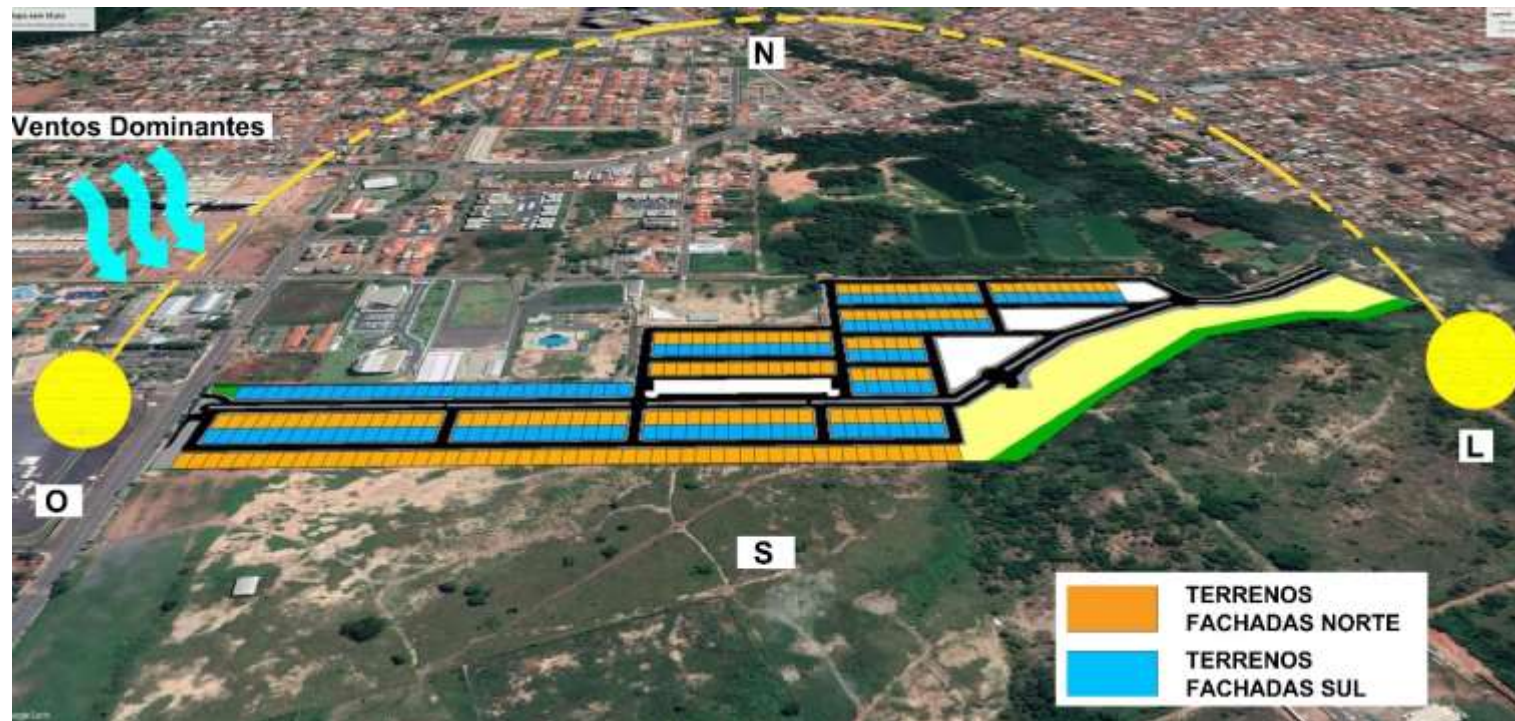 N
Ventos Dominantes
O
L
S
TERRENOS
FACHADAS NORTE
TERRENOS
FACHADAS SUL